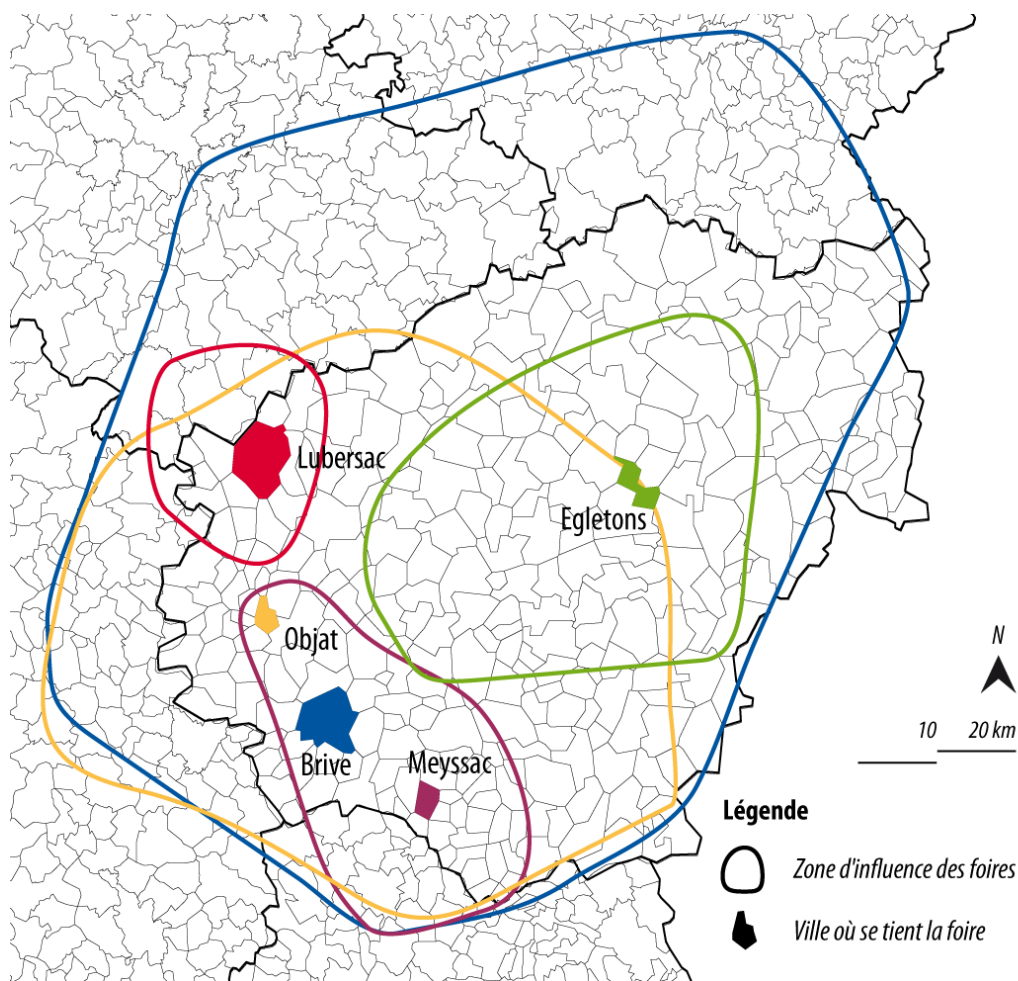 Lubersac
Egletons
Objat
Brive
Meyssac
N
10 20 km
Légende
Zone d'influence des foires
Ville où se tient la foire